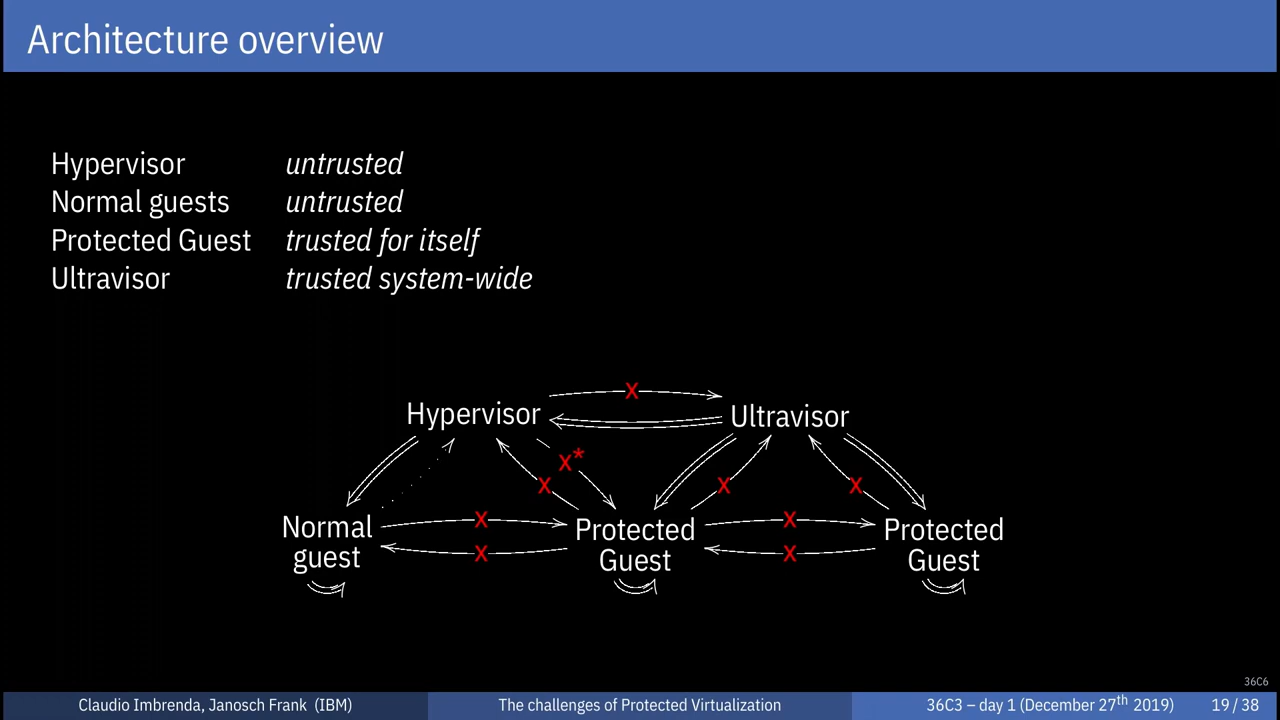 Architecture overview
Hypervisor untrusted
Normal guests untrusted
Protected Guest trusted for itself
Ultravisor trusted system-wide
x
Hypervisor Ultravisor
x*
x x x
x x
Normal guest Protected Guest Protected Guest
x x
36C6
Claudio Imbrenda, Janosch Frank (IBM) The challenges of Protected Virtualization 36C3 – day 1 (December 27th 2019) 19 / 38